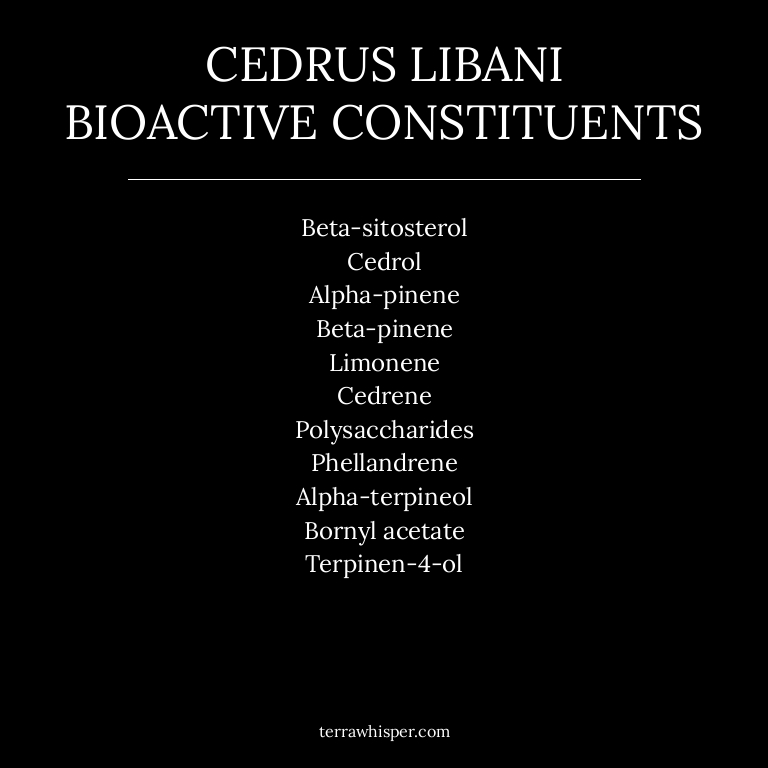 CEDRUS LIBANI
BIOACTIVE CONSTITUENTS
Beta-sitosterol
Cedrol
Alpha-pinene
Beta-pinene
Limonene
Cedrene
Polysaccharides
Phellandrene
Alpha-terpineol
Bornyl acetate
Terpinen-4-ol
terrawhisper.com